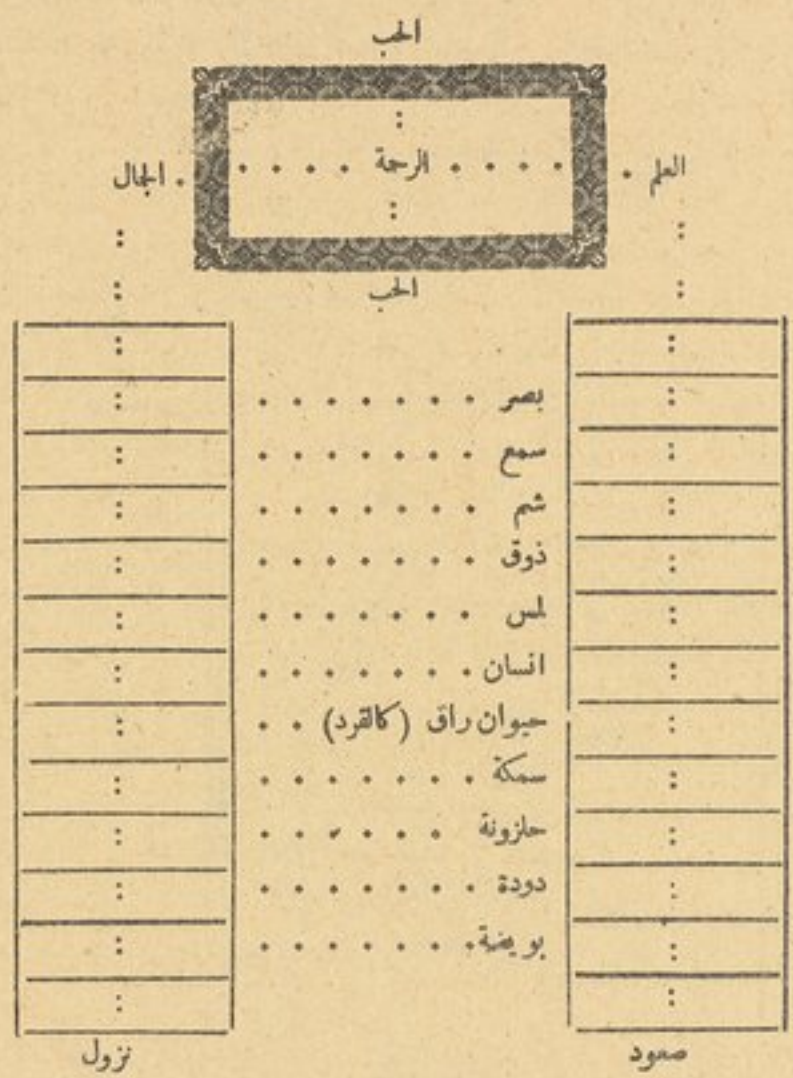 الحب
:
العلم . . . . . الرحمة . . . . . الجمال
:
الحب
بصر . . . . . . .
سمع . . . . . . .
شم . . . . . . .
ذوق . . . . . . .
لمس . . . . . . .
انسان . . . . . . .
حيوان راق (كالقرد) . .
سمكة . . . . . . .
حلزونة . . . . . .
دودة . . . . . . .
بويضة . . . . . . .
صعود نزول